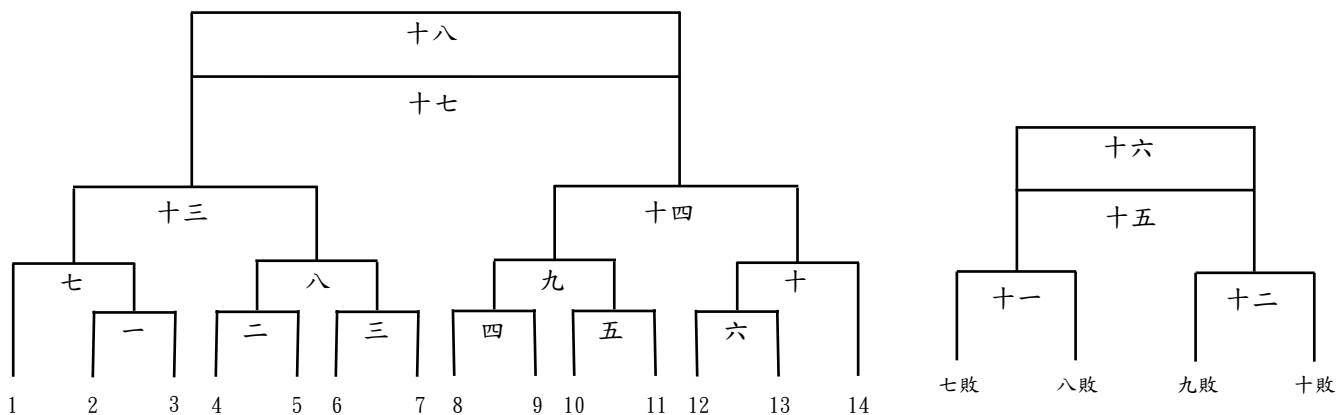 十八
十七
十六
十五
十三 十四
七 八 九 十
十一 十二
一 二 三 四 五 六
七敗 八敗 九敗 十敗
1 2 3 4 5 6 7 8 9 10 11 12 13 14